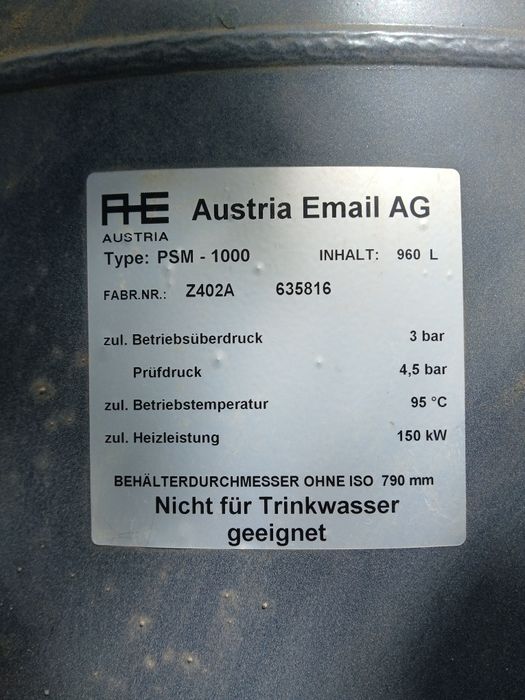 AHE Austria Email AG
AUSTRIA
Type: PSM - 1000 INHALT: 960 L
FABR.NR.: Z402A 635816
zul. Betriebsüberdruck 3 bar
Prüfdruck 4,5 bar
zul. Betriebstemperatur 95 °C
zul. Heizleistung 150 kW
BEHÄLTERDURCHMESSER OHNE ISO 790 mm
Nicht für Trinkwasser
geeignet